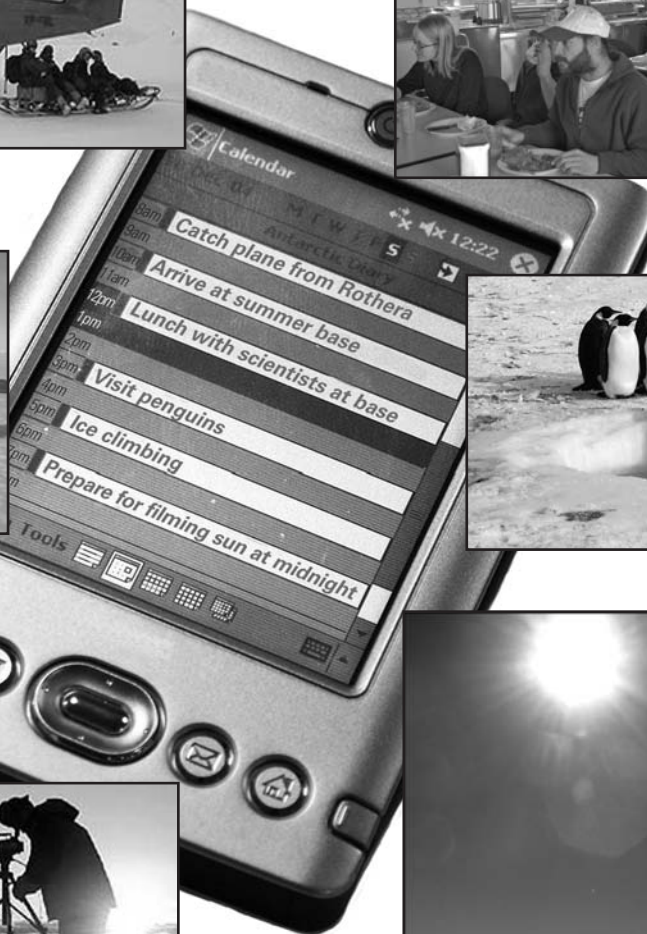 Calendar
12:22
Dec 04
M T W T F S S
Antarctic Diary
8am
Catch plane from Rothera
9am
10am
Arrive at summer base
11am
12pm
Lunch with scientists at base
1pm
2pm
3pm
Visit penguins
4pm
5pm
Ice climbing
6pm
Prepare for filming sun at midnight
Tools